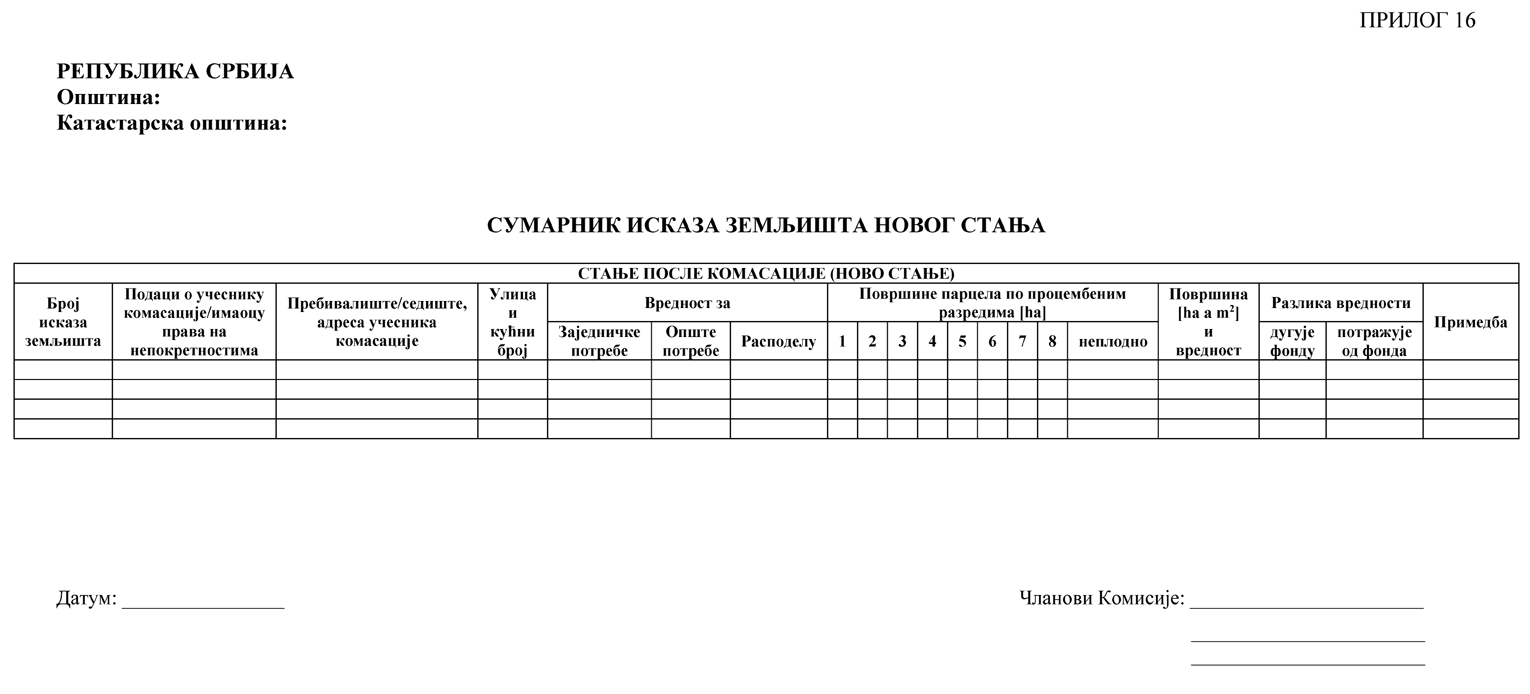 ПРИЛОГ 16
РЕПУБЛИКА СРБИЈА
Општина:
Катастарска општина:
СУМАРНИК ИСКАЗА ЗЕМЉИШТА НОВОГ СТАЊА
СТАЊЕ ПОСЛЕ КОМАСАЦИЈЕ (НОВО СТАЊЕ)
Број
исказа
земљишта
Подаци о учеснику
комасације/имаоцу
права на
непокретностима
Пребивалиште/седиште,
адреса учесника
комасације
Улица
и
кућни
број
Вредност за
Заједничке
потребе
Опште
потребе
Расподелу
Површине парцела по процембеним
разредима [ha]
1 2 3 4 5 6 7 8 неплодно
Површина
[ha a m²]
и
вредност
Разлика вредности
дугује
фонду
потражује
од фонда
Примедба
Датум: ________________
Чланови Комисије: _______________________